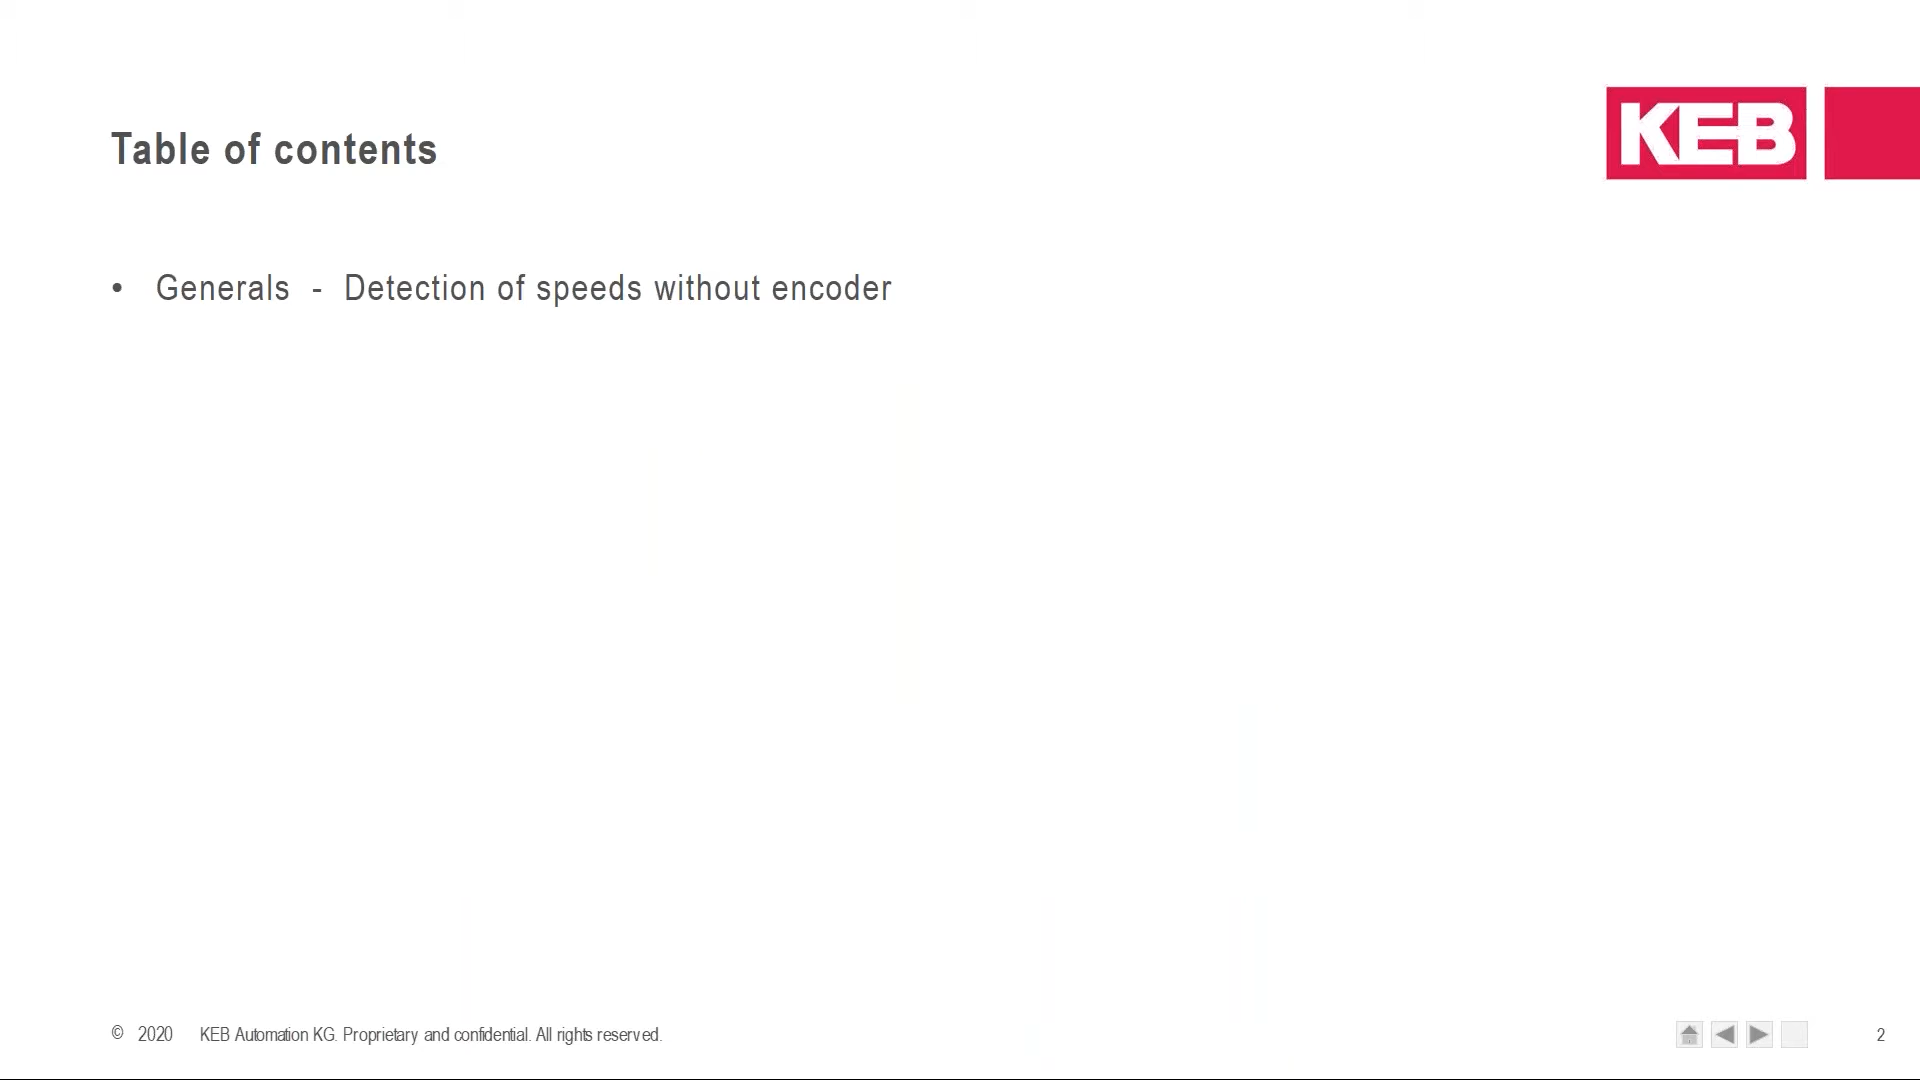 KEB
Table of contents
• Generals - Detection of speeds without encoder
© 2020 KEB Automation KG. Proprietary and confidential. All rights reserved.
2